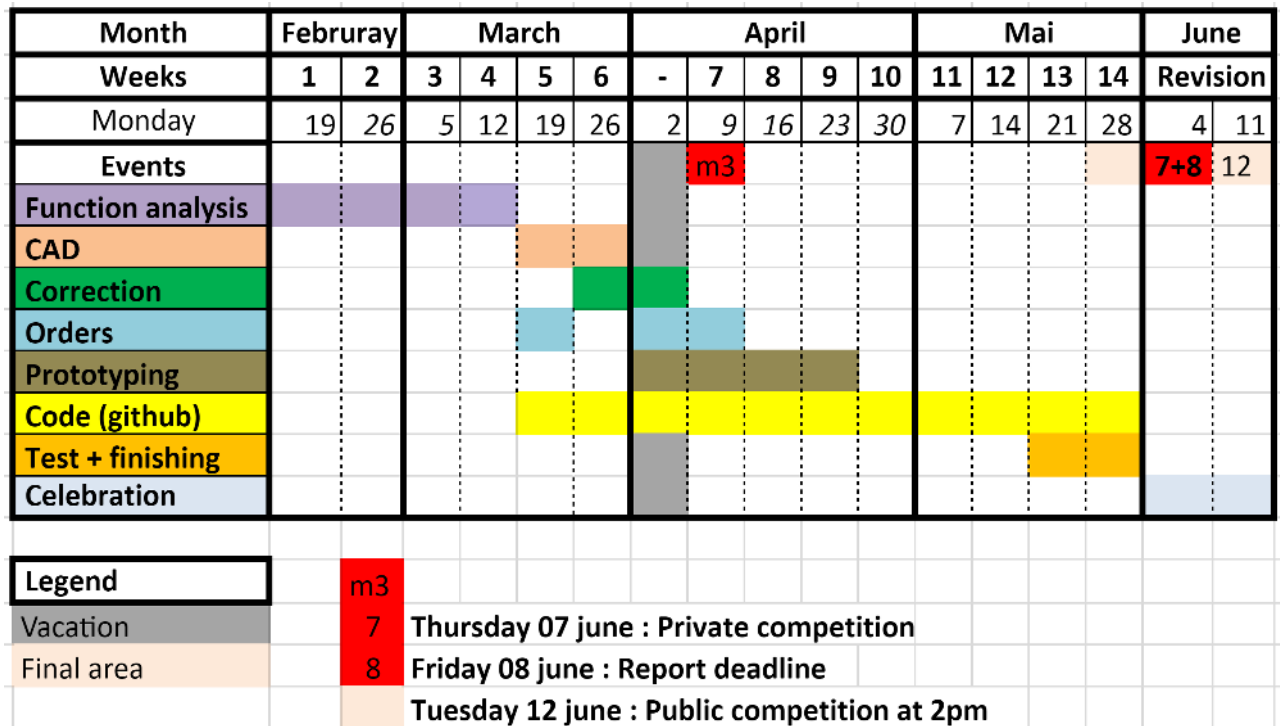 Month Februray March April Mai June
Weeks 1 2 3 4 5 6 - 7 8 9 10 11 12 13 14 Revision
Monday 19 26 5 12 19 26 2 9 16 23 30 7 14 21 28 4 11
Events m3 7+8 12
Function analysis
CAD
Correction
Orders
Prototyping
Code (github)
Test + finishing
Celebration
Legend m3
Vacation 7 Thursday 07 june : Private competition
Final area 8 Friday 08 june : Report deadline
Tuesday 12 june : Public competition at 2pm